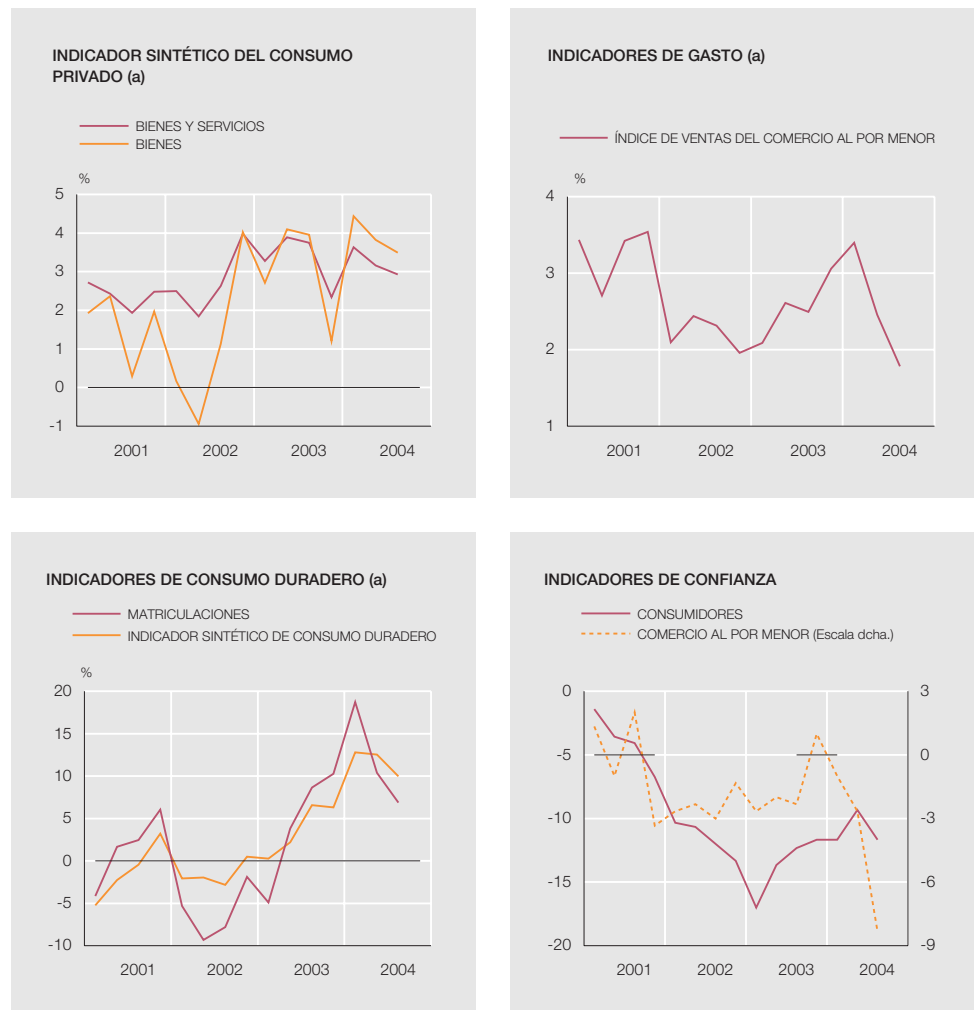 INDICADOR SINTÉTICO DEL CONSUMO
PRIVADO (a)
BIENES Y SERVICIOS
BIENES
%
5
4
3
2
1
0
-1
2001 2002 2003 2004
INDICADORES DE GASTO (a)
ÍNDICE DE VENTAS DEL COMERCIO AL POR MENOR
%
4
3
2
1
2001 2002 2003 2004
INDICADORES DE CONSUMO DURADERO (a)
MATRICULACIONES
INDICADOR SINTÉTICO DE CONSUMO DURADERO
%
20
15
10
5
0
-5
-10
2001 2002 2003 2004
INDICADORES DE CONFIANZA
CONSUMIDORES
COMERCIO AL POR MENOR (Escala dcha.)
0 3
-5 0
-10 -3
-15 -6
-20 -9
2001 2002 2003 2004